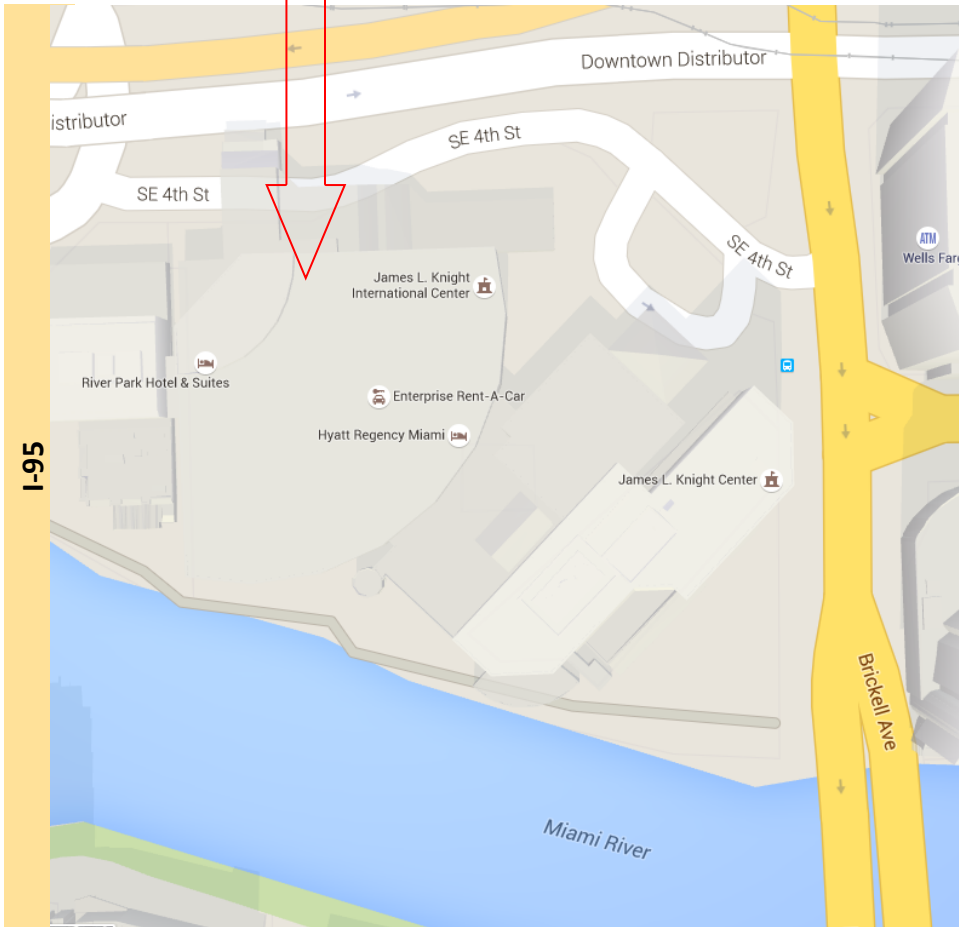 Downtown Distributor
istributor
SE 4th St
SE 4th St
SE 4th St
ATM
Wells Farg
James L. Knight
International Center
River Park Hotel & Suites
Enterprise Rent-A-Car
Hyatt Regency Miami
I-95
James L. Knight Center
Brickell Ave
Miami River